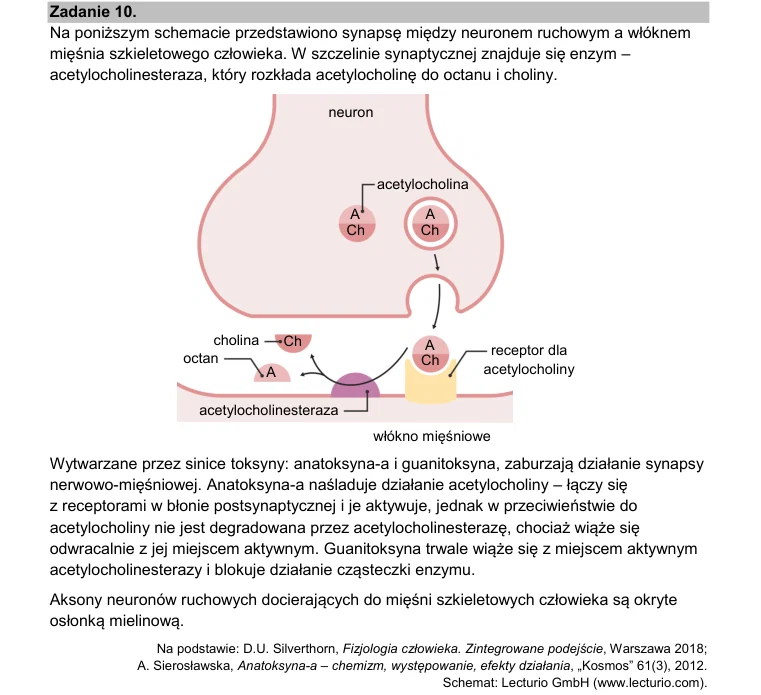 Zadanie 10.
Na poniższym schemacie przedstawiono synapsę między neuronem ruchowym a włóknem
mięśnia szkieletowego człowieka. W szczelinie synaptycznej znajduje się enzym –
acetylocholinesteraza, który rozkłada acetylocholinę do octanu i choliny.
neuron
acetylocholina
A
Ch
A
Ch
cholina
Ch
octan
A
A
Ch
receptor dla
acetylocholiny
acetylocholinesteraza
włókno mięśniowe
Wytwarzane przez sinice toksyny: anatoksyna-a i guanitoksyna, zaburzają działanie synapsy
nerwowo-mięśniowej. Anatoksyna-a naśladuje działanie acetylocholiny – łączy się
z receptorami w błonie postsynaptycznej i je aktywuje, jednak w przeciwieństwie do
acetylocholiny nie jest degradowana przez acetylocholinesterazę, chociaż wiąże się
odwracalnie z jej miejscem aktywnym. Guanitoksyna trwale wiąże się z miejscem aktywnym
acetylocholinesterazy i blokuje działanie cząsteczki enzymu.
Aksony neuronów ruchowych docierających do mięśni szkieletowych człowieka są okryte
osłonką mielinową.
Na podstawie: D.U. Silverthorn, Fizjologia człowieka. Zintegrowane podejście, Warszawa 2018;
A. Sierosławska, Anatoksyna-a – chemizm, występowanie, efekty działania, „Kosmos” 61(3), 2012.
Schemat: Lecturio GmbH (www.lecturio.com).